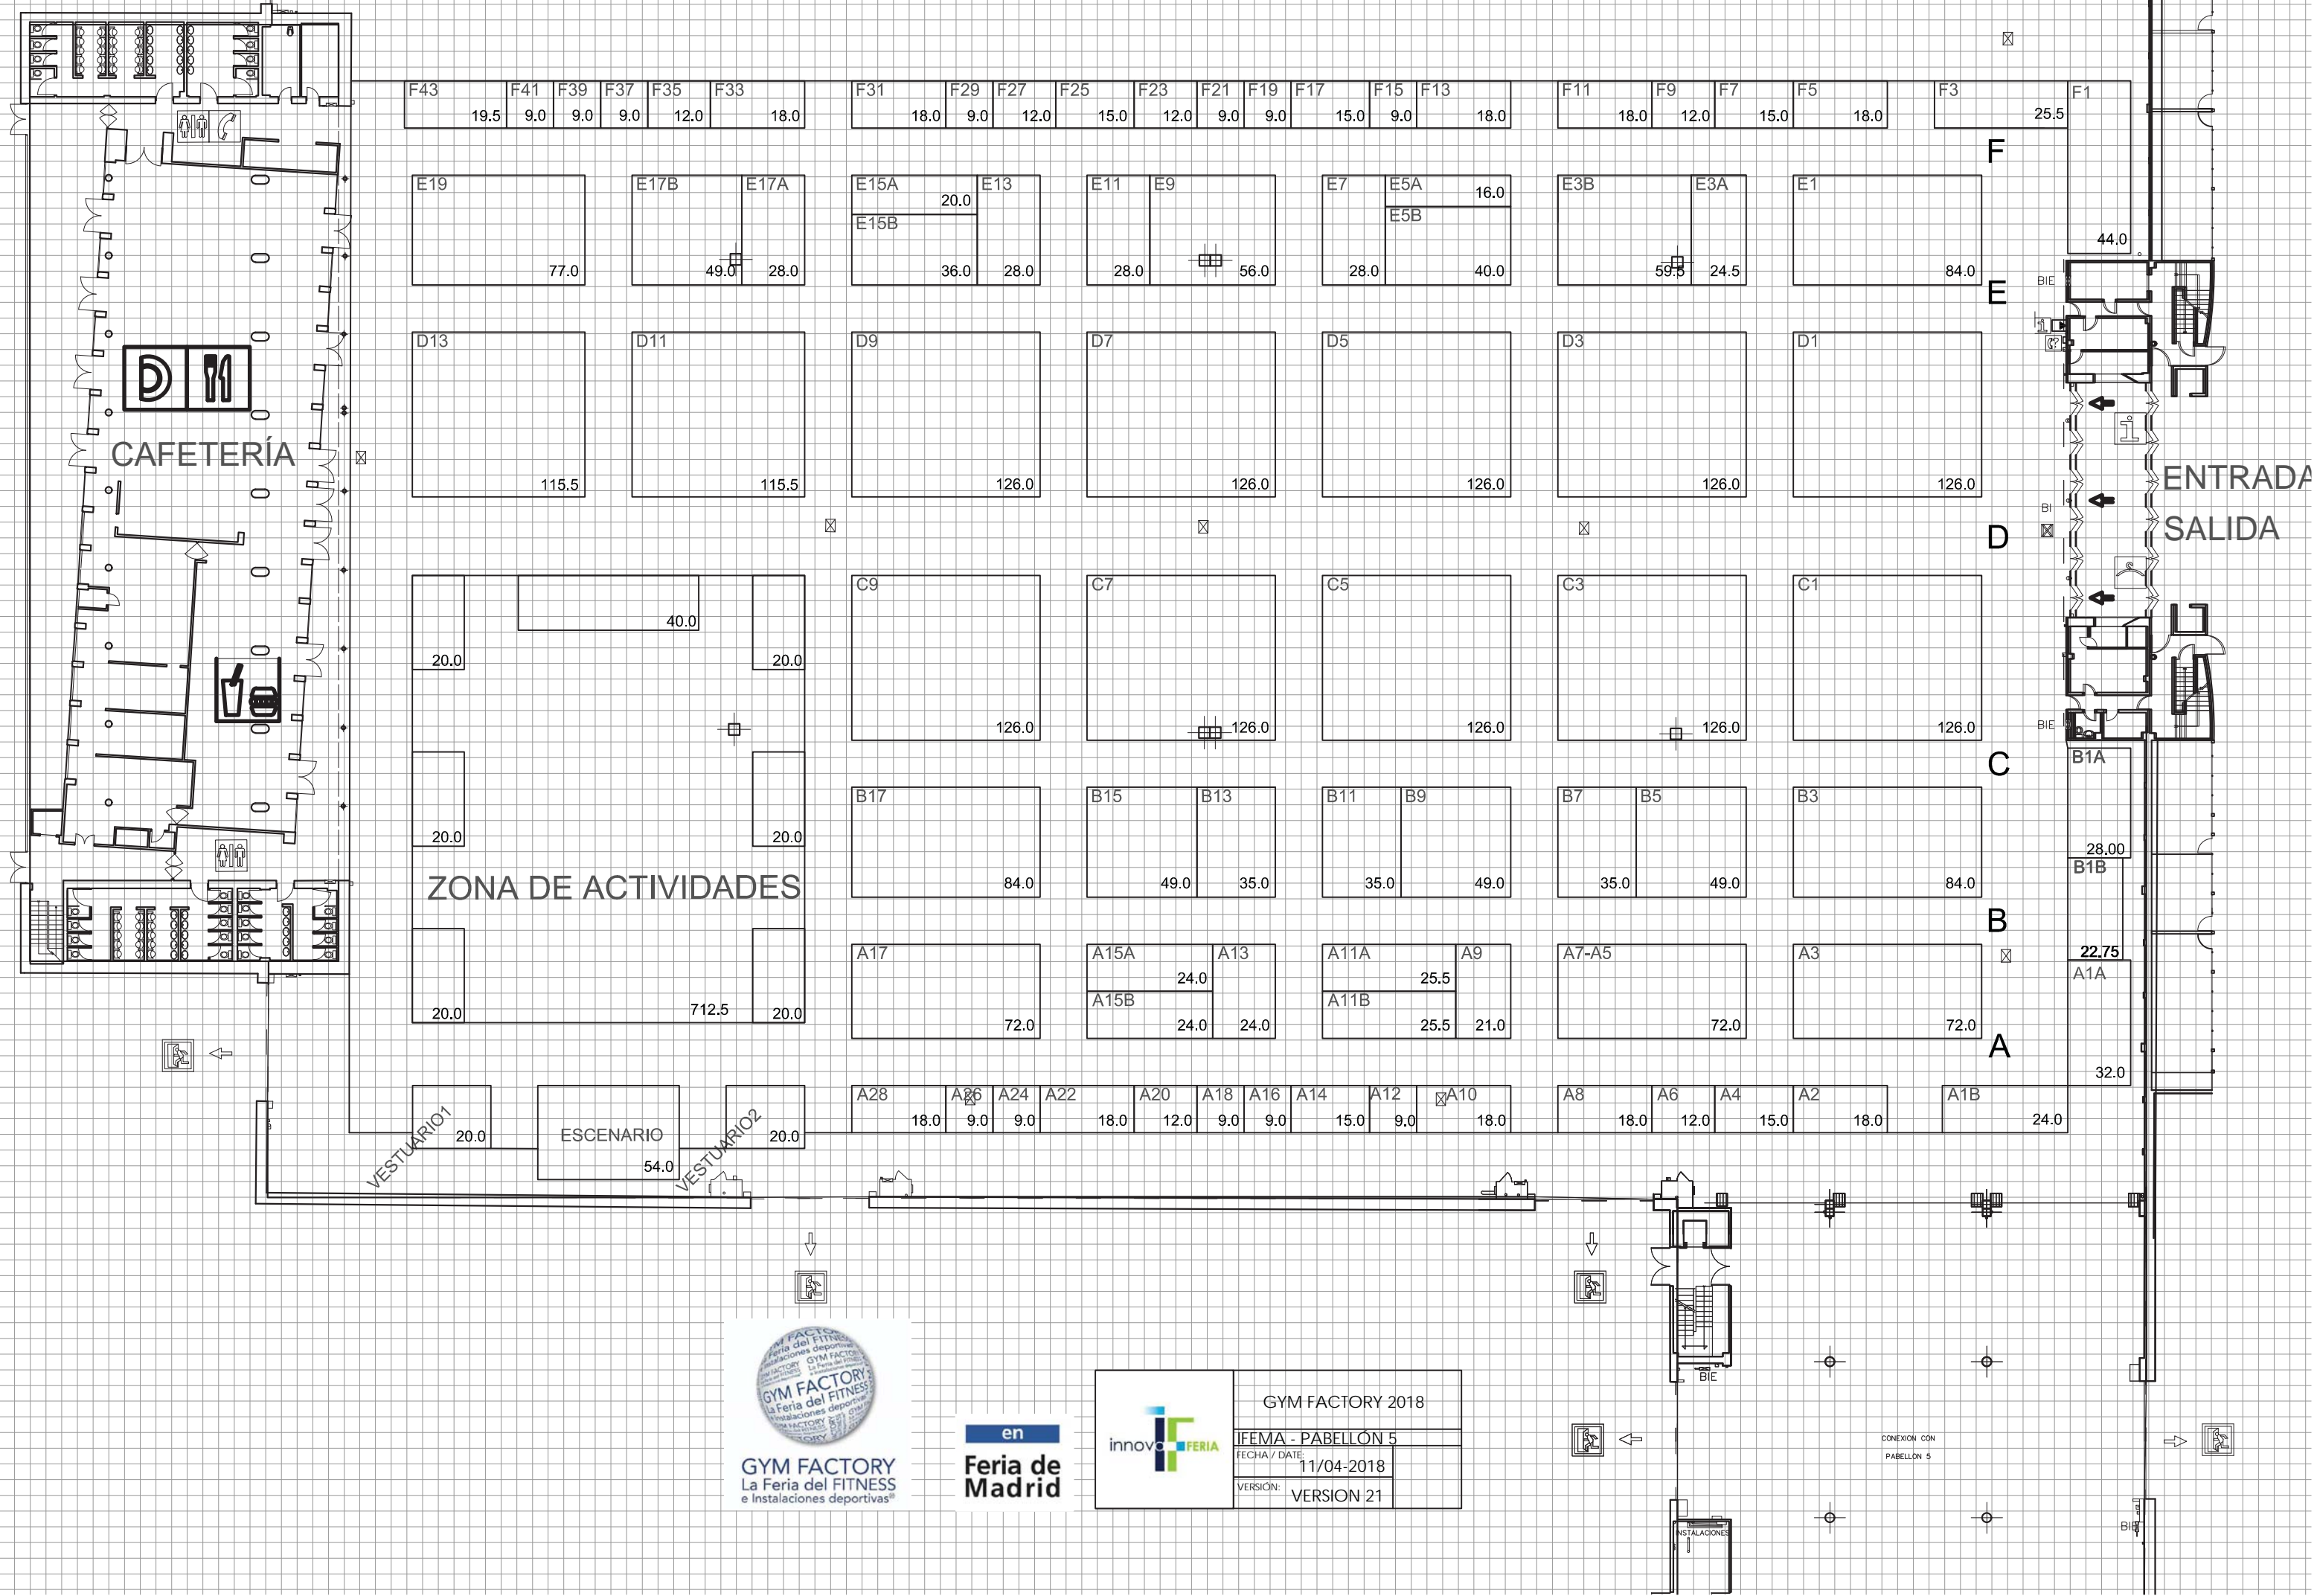 F43 F41 F39 F37 F35 F33 F31 F29 F27 F25 F23 F21 F19 F17 F15 F13 F11 F9 F7 F5 F3 F1
19.5 9.0 9.0 9.0 12.0 18.0 18.0 9.0 12.0 15.0 12.0 9.0 9.0 15.0 9.0 18.0 18.0 12.0 15.0 18.0 25.5
F
E19 E17B E17A E15A E13 E11 E9 E7 E5A E3B E3A E1
20.0 16.0
E15B E5B
44.0
77.0 49.0 28.0 36.0 28.0 28.0 56.0 28.0 40.0 59.5 24.5 84.0
BIE
E
D13 D11 D9 D7 D5 D3 D1
CAFETERÍA
115.5 115.5 126.0 126.0 126.0 126.0 126.0
ENTRADA
BI
SALIDA
D
C9 C7 C5 C3 C1
40.0
20.0 20.0
126.0 126.0 126.0 126.0 126.0
BIE
C
B1A
B17 B15 B13 B11 B9 B7 B5 B3
20.0 20.0
28.00
B1B
84.0 49.0 35.0 35.0 49.0 35.0 49.0 84.0
ZONA DE ACTIVIDADES
B
A17 A15A A13 A11A A9 A7-A5 A3
22.75
A1A
24.0 25.5
A15B A11B
20.0 712.5 20.0
72.0 24.0 24.0 25.5 21.0 72.0 72.0
A
32.0
A28 A26 A24 A22 A20 A18 A16 A14 A12 A10 A8 A6 A4 A2 A1B
18.0 9.0 9.0 18.0 12.0 9.0 9.0 15.0 9.0 18.0 18.0 12.0 15.0 18.0 24.0
VESTUARIO1
20.0
ESCENARIO
54.0
VESTUARIO2
20.0
BIE
GYM FACTORY
La Feria del FITNESS
e Instalaciones deportivas
GYM FACTORY
La Feria del FITNESS
e Instalaciones deportivas®
en
Feria de
Madrid
innova FERIA
GYM FACTORY 2018
IFEMA - PABELLÓN 5
FECHA / DATE:
11/04-2018
VERSIÓN:
VERSION 21
CONEXION CON
PABELLON 5
BIE
INSTALACIONES